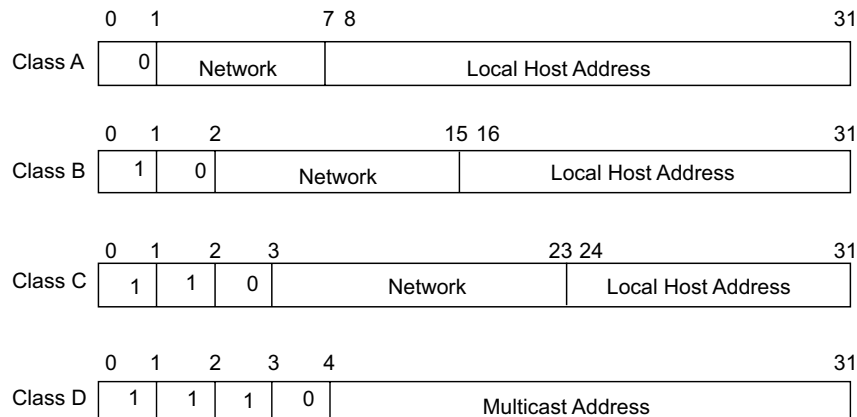 0 1 7 8 31
Class A 0 Network Local Host Address
0 1 2 15 16 31
Class B 1 0 Network Local Host Address
0 1 2 3 23 24 31
Class C 1 1 0 Network Local Host Address
0 1 2 3 4 31
Class D 1 1 1 0 Multicast Address